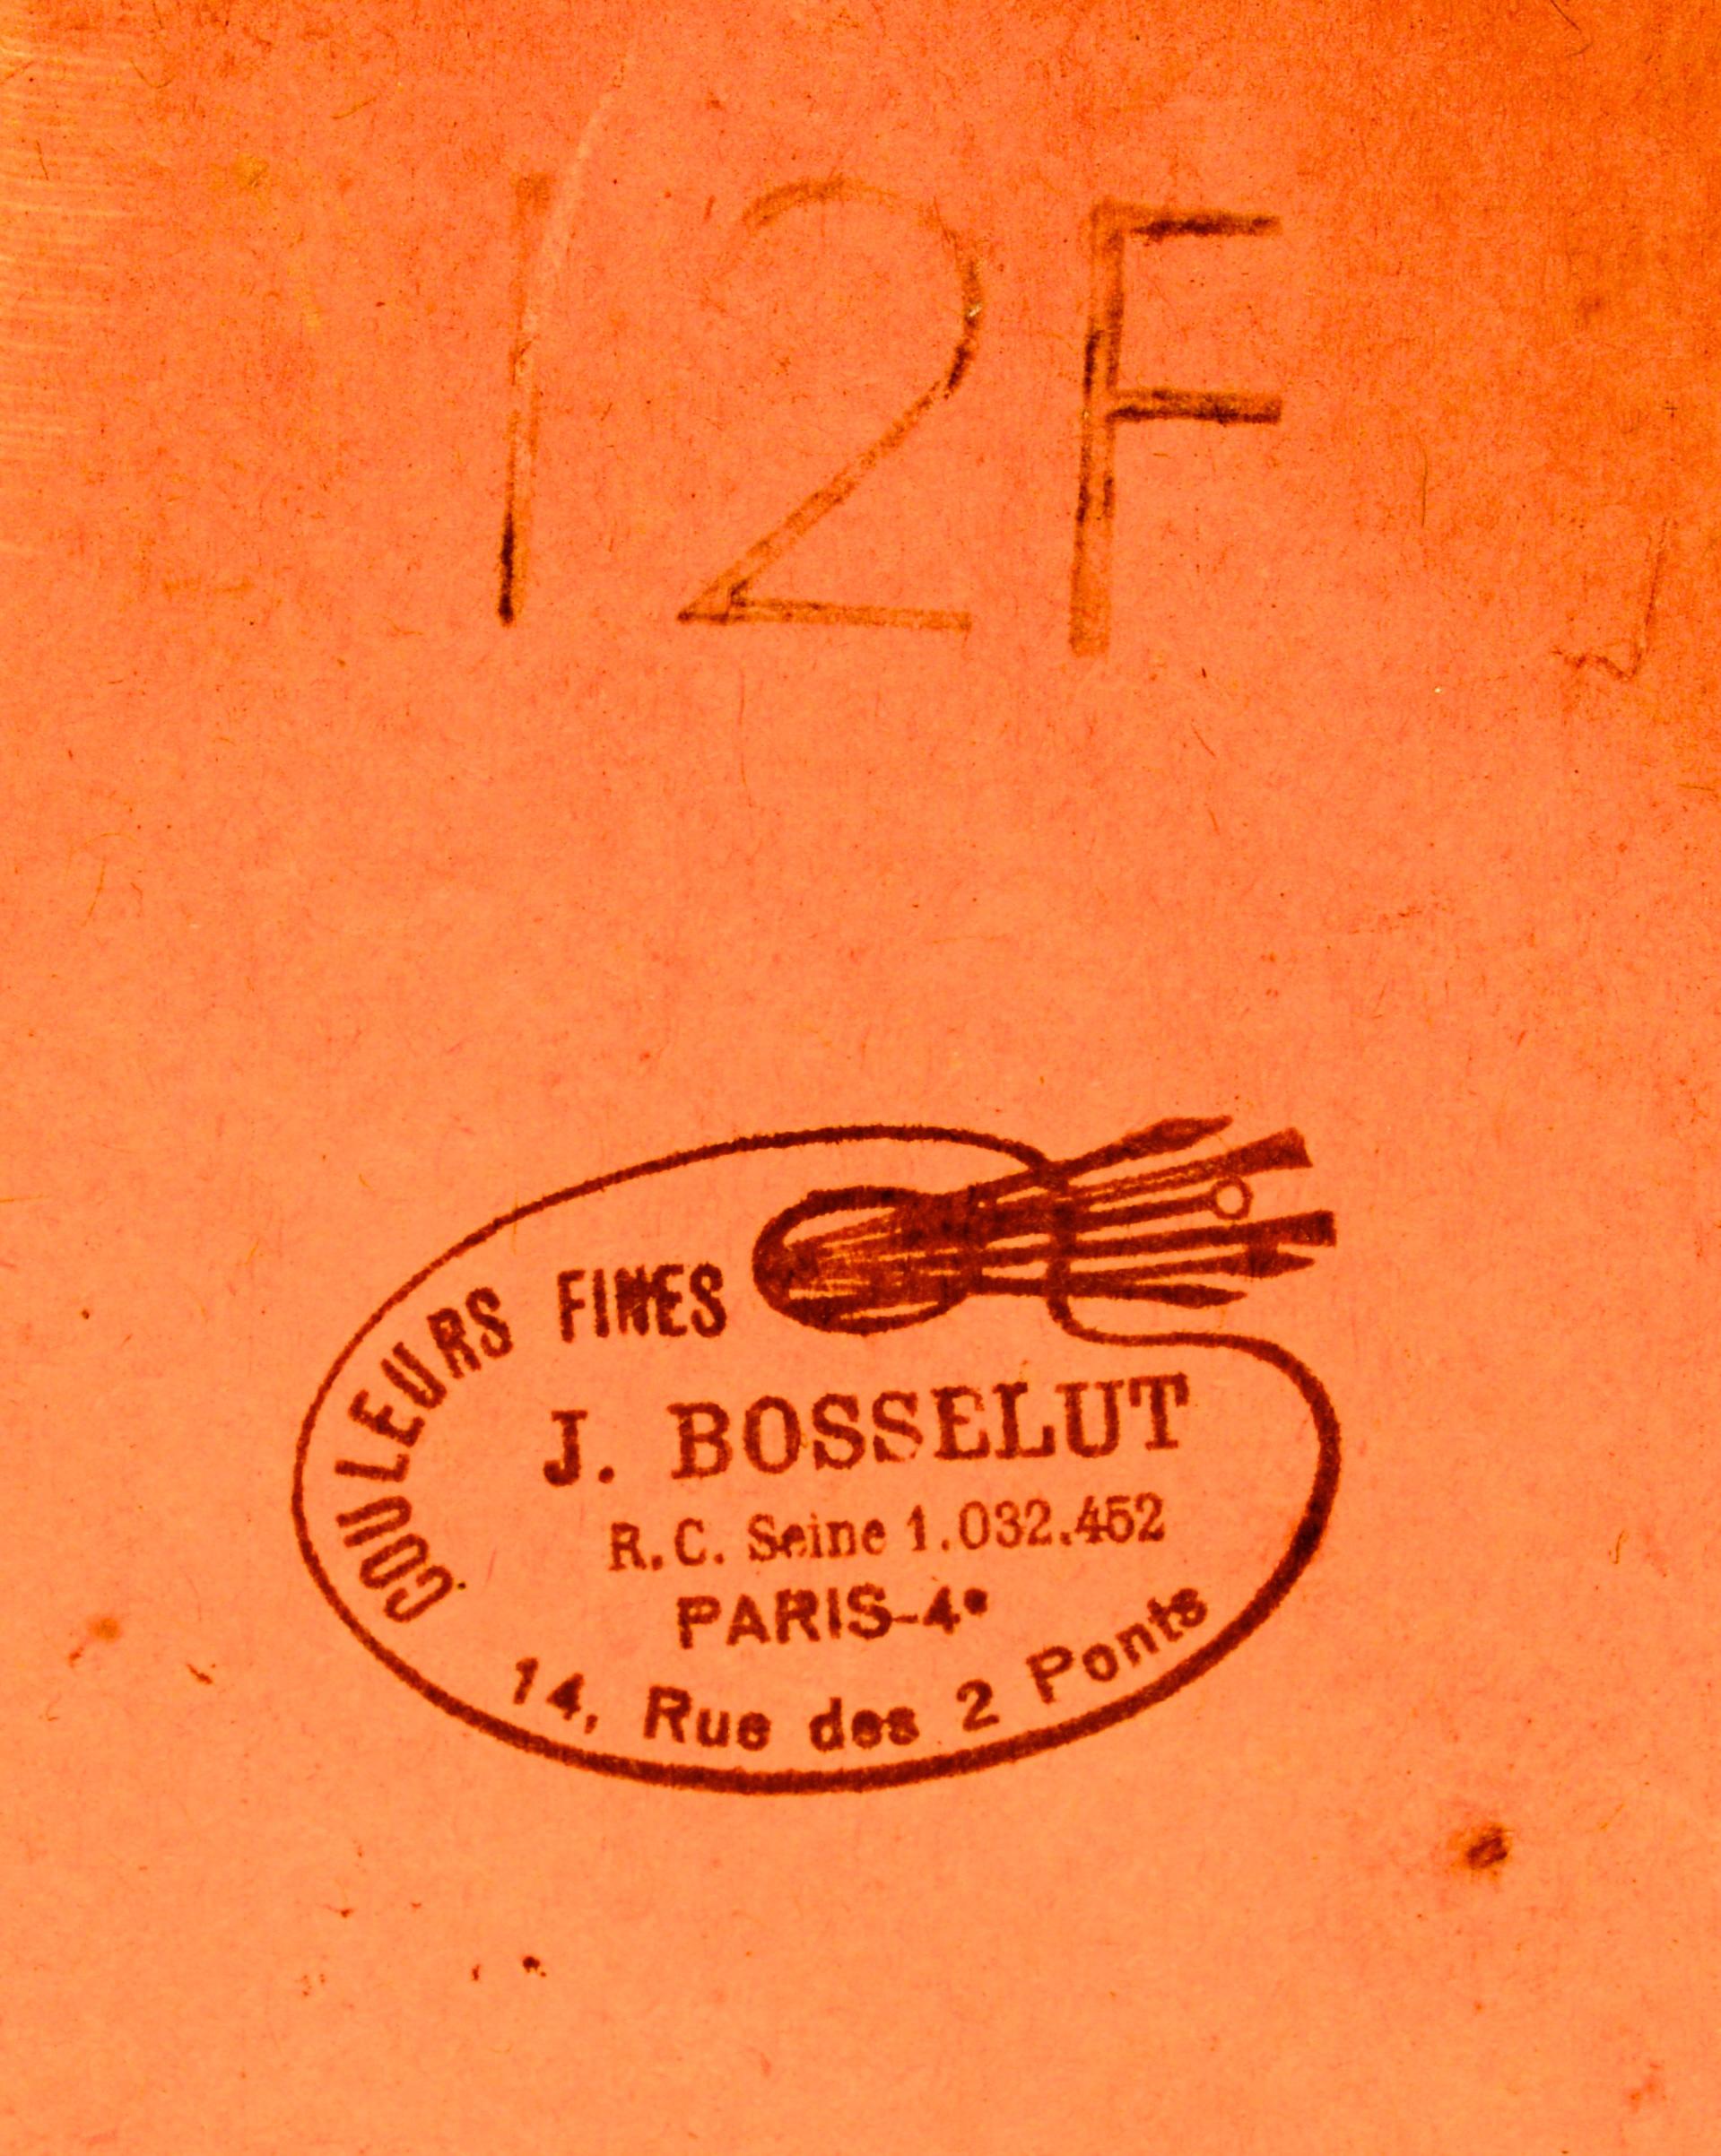 12F
COULEURS FINES
J. BOSSELUT
R.C. Seine 1.032.452
PARIS-4e
14, Rue des 2 Ponts